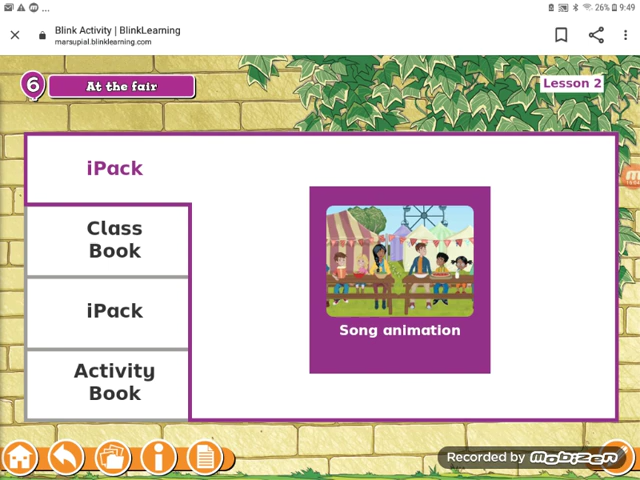 26% 9:49
Blink Activity | BlinkLearning
marsupial.blinklearning.com
6
At the fair
Lesson 2
iPack
Class
Book
iPack
Activity
Book
Song animation
Recorded by Mobizen